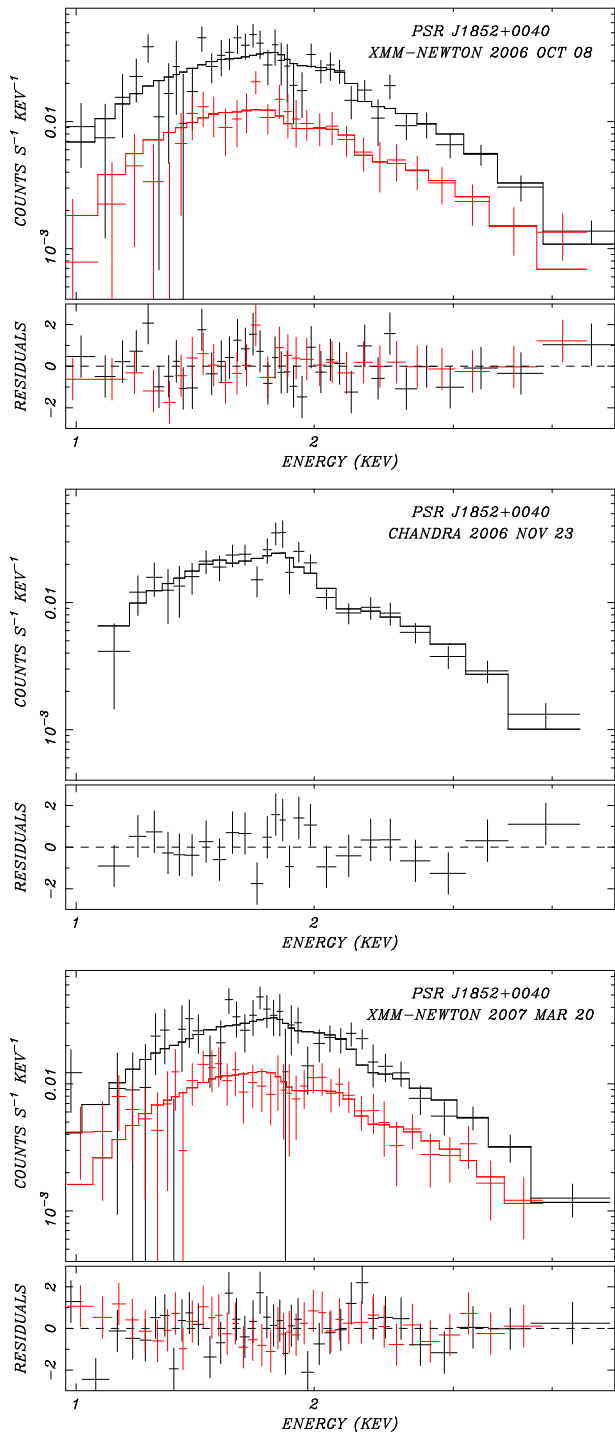 PSR J1852+0040
XMM-NEWTON 2006 OCT 08
COUNTS S⁻¹ KEV⁻¹
0.01
10⁻³
RESIDUALS
2
0
-2
1
2
ENERGY (KEV)
PSR J1852+0040
CHANDRA 2006 NOV 23
COUNTS S⁻¹ KEV⁻¹
0.01
10⁻³
RESIDUALS
2
0
-2
1
2
ENERGY (KEV)
PSR J1852+0040
XMM-NEWTON 2007 MAR 20
COUNTS S⁻¹ KEV⁻¹
0.01
10⁻³
RESIDUALS
2
0
-2
1
2
ENERGY (KEV)